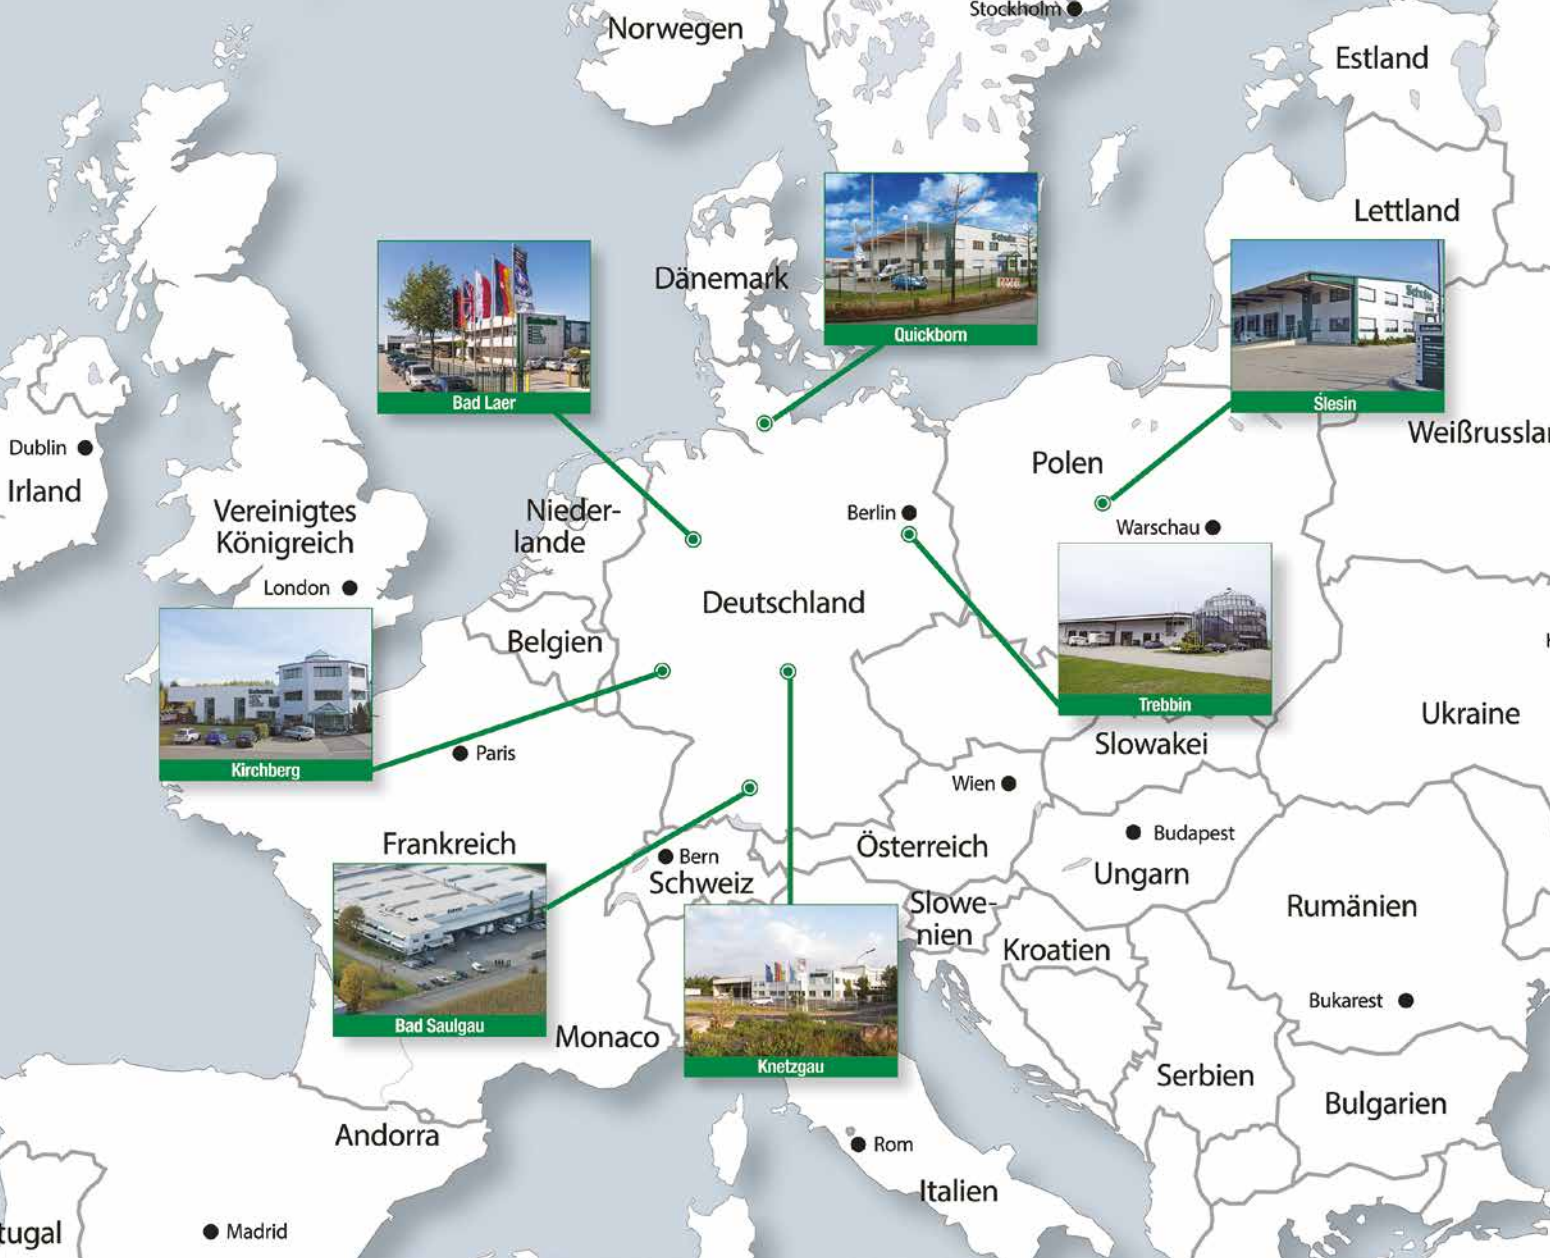 Stockholm
Norwegen
Estland
Lettland
Dänemark
Quickborn
Schulte
Bad Laer
Slesin
Weißrusslan
Dublin
Irland
Polen
Vereinigtes
Königreich
Nieder-
lande
Berlin
Warschau
London
Deutschland
Belgien
Trebbin
Ukraine
Slowakei
Kirchberg
Paris
Wien
Budapest
Österreich
Ungarn
Frankreich
Bern
Schweiz
Slowe-
nien
Rumänien
Kroatien
Bukarest
Bad Saulgau
Monaco
Knetzgau
Serbien
Bulgarien
Andorra
Rom
Italien
tugal
Madrid